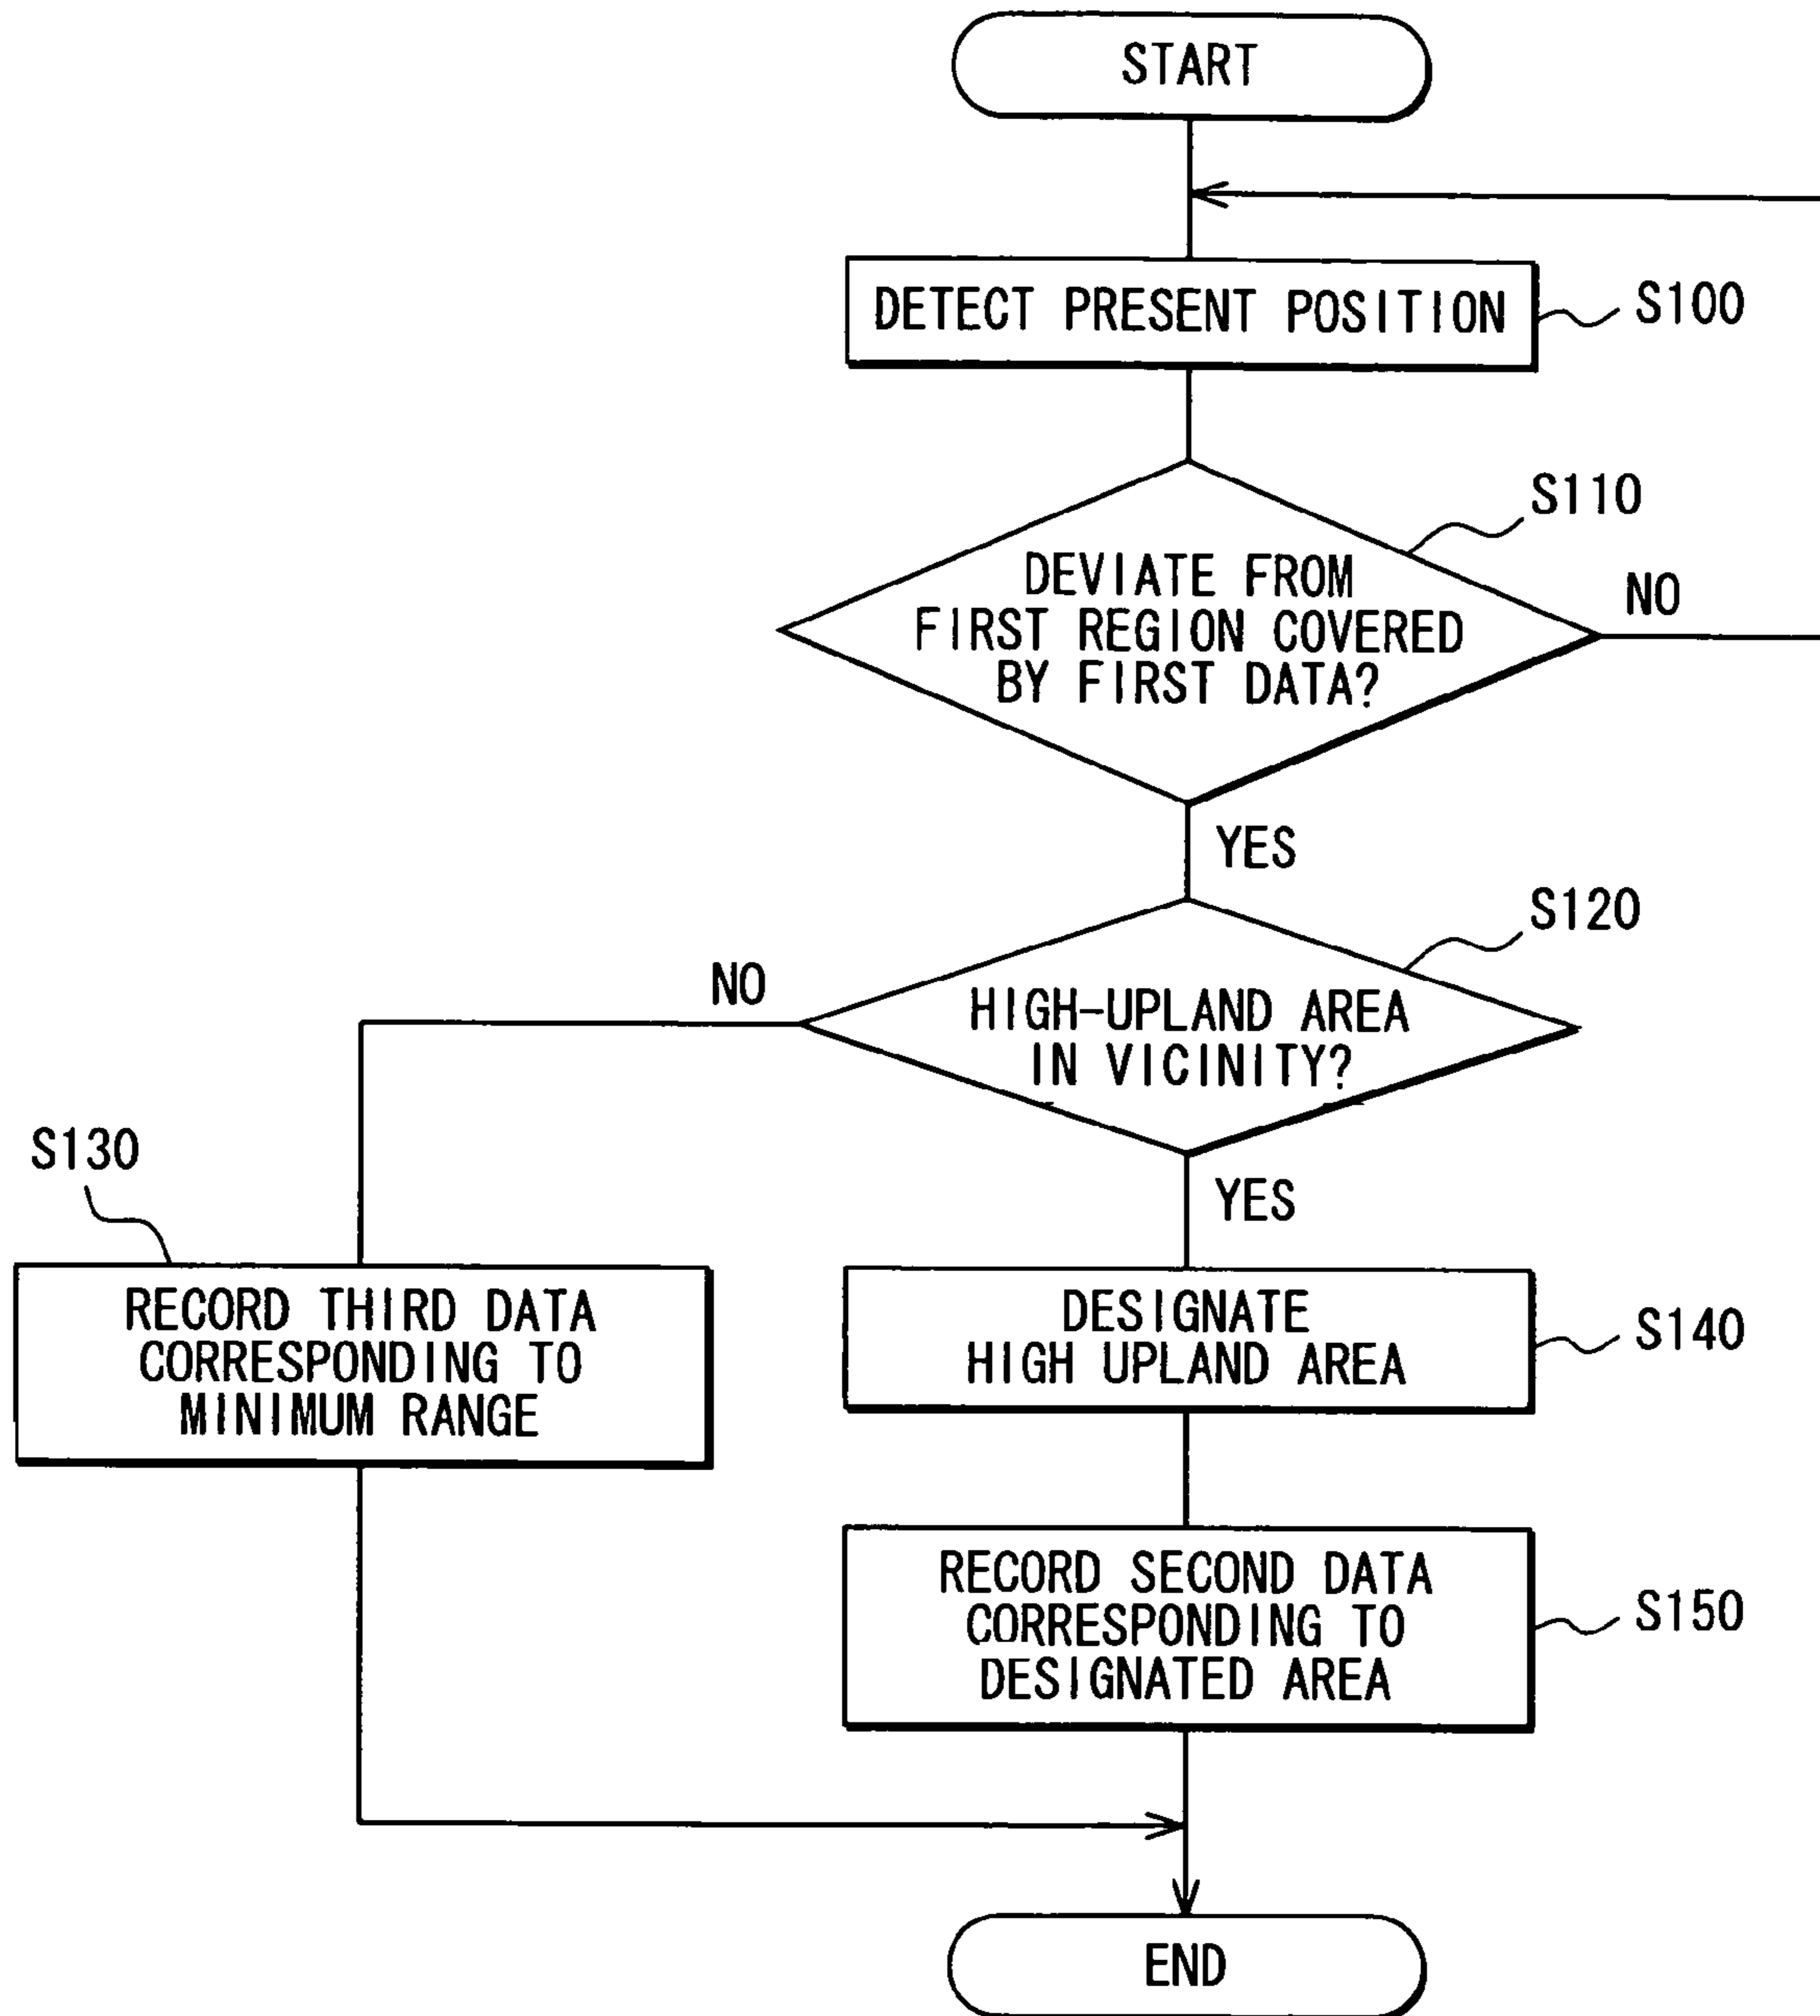 START
DETECT PRESENT POSITION
S100
S110
DEVIATE FROM
FIRST REGION COVERED
BY FIRST DATA?
NO
YES
S120
NO
HIGH-UPLAND AREA
IN VICINITY?
YES
S130
RECORD THIRD DATA
CORRESPONDING TO
MINIMUM RANGE
DESIGNATE
HIGH UPLAND AREA
S140
RECORD SECOND DATA
CORRESPONDING TO
DESIGNATED AREA
S150
END